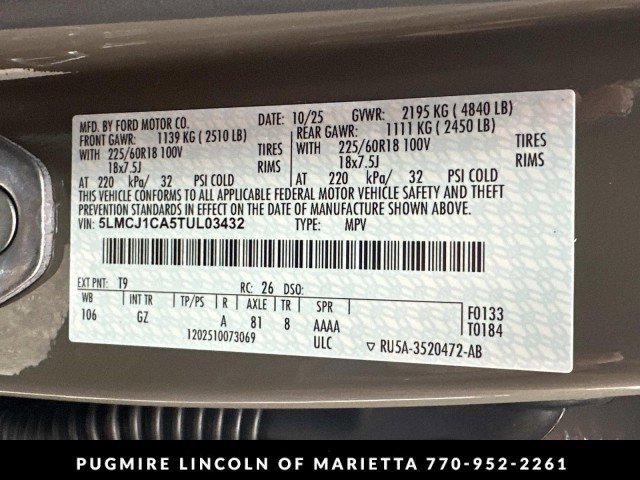 MFD. BY FORD MOTOR CO. DATE: 10/25 GVWR: 2195 KG ( 4840 LB)
FRONT GAWR: 1139 KG ( 2510 LB) REAR GAWR: 1111 KG ( 2450 LB)
WITH 225/60R18 100V TIRES WITH 225/60R18 100V TIRES
18x7.5J RIMS 18x7.5J RIMS
AT 220 kPa/ 32 PSI COLD AT 220 kPa/ 32 PSI COLD
THIS VEHICLE CONFORMS TO ALL APPLICABLE FEDERAL MOTOR VEHICLE SAFETY AND THEFT
PREVENTION STANDARDS IN EFFECT ON THE DATE OF MANUFACTURE SHOWN ABOVE.
VIN: 5LMCJ1CA5TUL03432 TYPE: MPV
EXT PNT: T9 RC: 26 DSO:
WB INT TR TP/PS R AXLE TR SPR F0133
106 GZ A 81 8 AAAA T0184
1202510073069 ULC ▽ RU5A-3520472-AB
PUGMIRE LINCOLN OF MARIETTA 770-952-2261